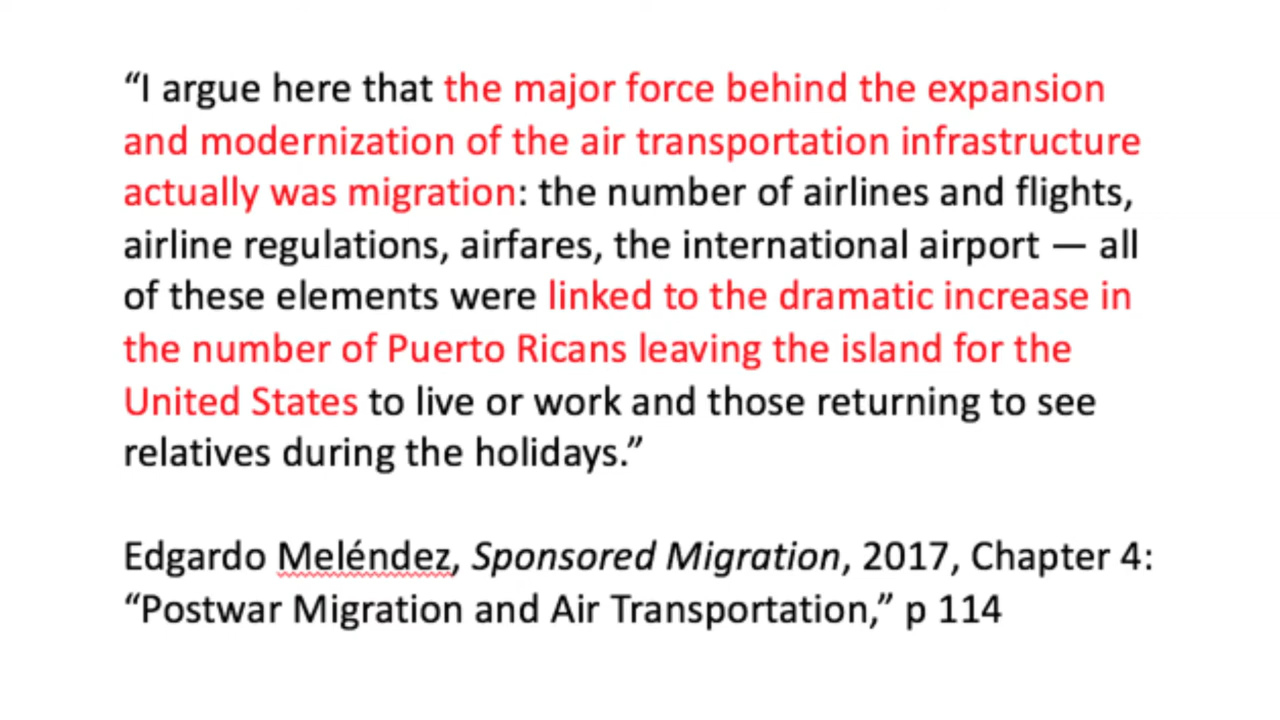 “I argue here that the major force behind the expansion
and modernization of the air transportation infrastructure
actually was migration: the number of airlines and flights,
airline regulations, airfares, the international airport — all
of these elements were linked to the dramatic increase in
the number of Puerto Ricans leaving the island for the
United States to live or work and those returning to see
relatives during the holidays.”
Edgardo Meléndez, Sponsored Migration, 2017, Chapter 4:
“Postwar Migration and Air Transportation,” p 114